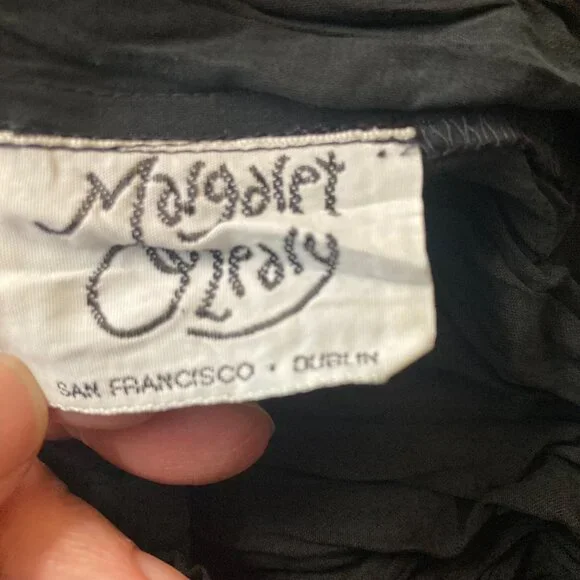 Margaret
O'Leary
SAN FRANCISCO • DUBLIN